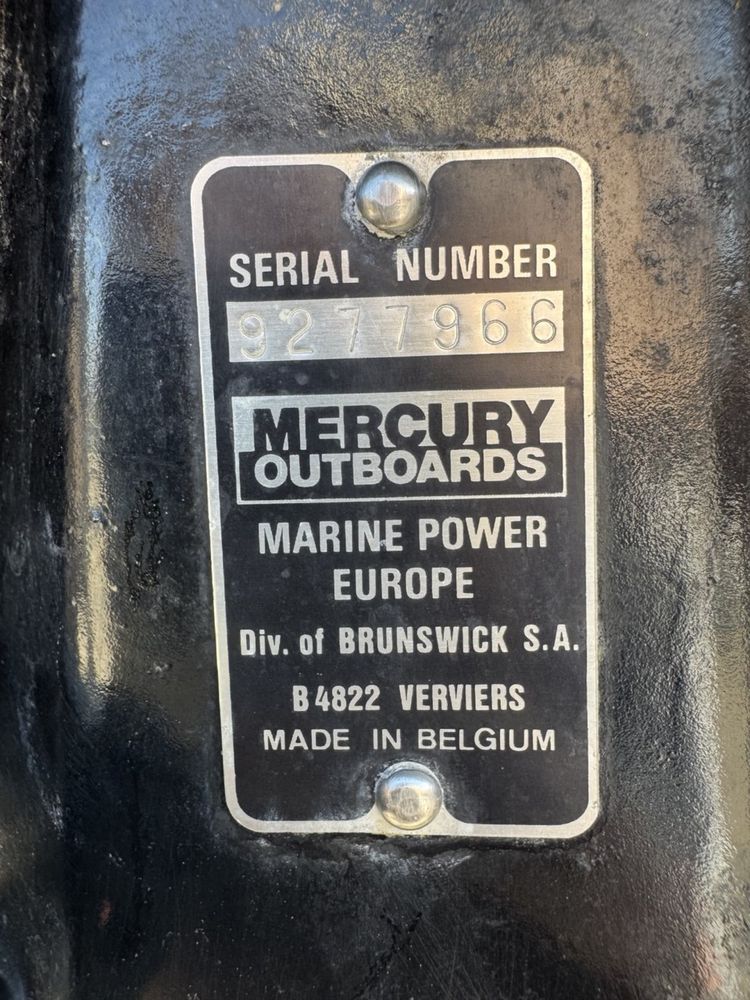 SERIAL NUMBER
9277966
MERCURY
OUTBOARDS
MARINE POWER
EUROPE
Div. of BRUNSWICK S.A.
B 4822 VERVIERS
MADE IN BELGIUM